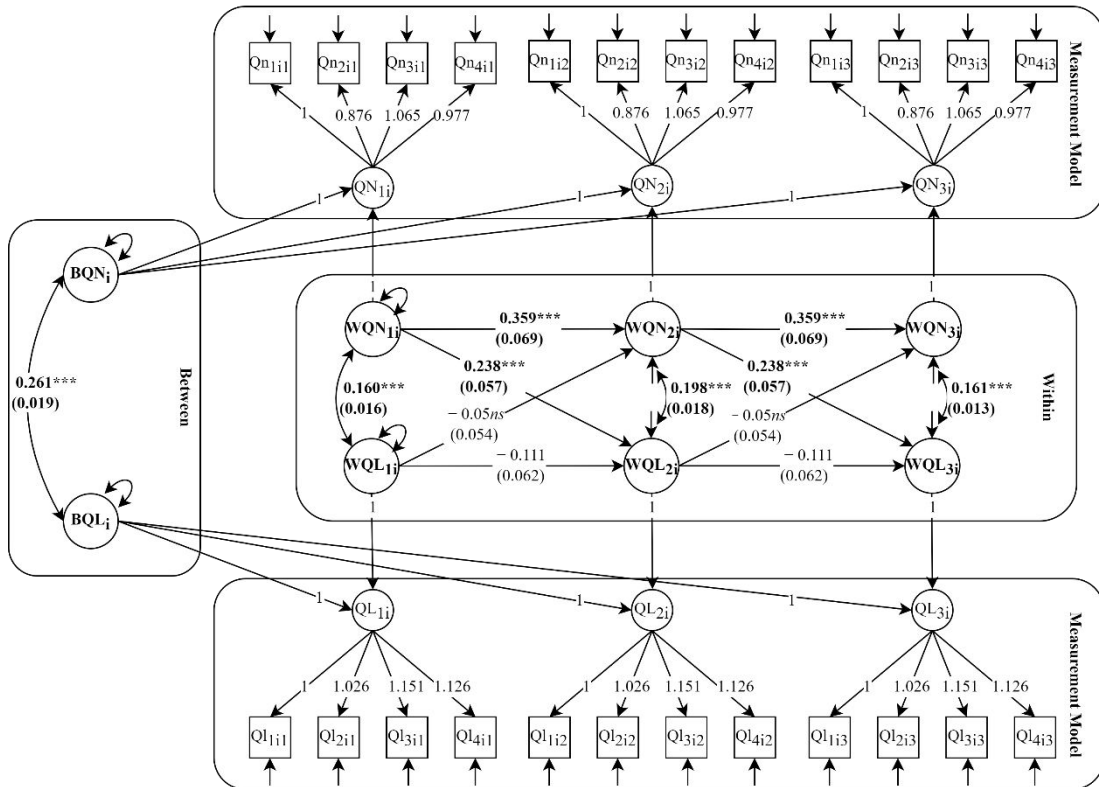 Qn1i1 Qn2i1 Qn3i1 Qn4i1 Qn1i2 Qn2i2 Qn3i2 Qn4i2 Qn1i3 Qn2i3 Qn3i3 Qn4i3
Measurement Model
1 0.876 1.065 0.977 1 0.876 1.065 0.977 1 0.876 1.065 0.977
QN1i QN2i QN3i
1 1 1
BQNi
0.261***
(0.019)
BQLi
Between
1 1 1
WQN1i WQN2i WQN3i
0.359*** 0.359***
(0.069) (0.069)
0.238*** 0.238***
(0.057) (0.057)
0.160*** 0.198*** 0.161***
(0.016) (0.018) (0.013)
− 0.05ns − 0.05ns
(0.054) (0.054)
WQL1i WQL2i WQL3i
− 0.111 − 0.111
(0.062) (0.062)
Within
1 1 1
1 1 1
QL1i QL2i QL3i
1 1.026 1.151 1.126 1 1.026 1.151 1.126 1 1.026 1.151 1.126
Ql1i1 Ql2i1 Ql3i1 Ql4i1 Ql1i2 Ql2i2 Ql3i2 Ql4i2 Ql1i3 Ql2i3 Ql3i3 Ql4i3
Measurement Model